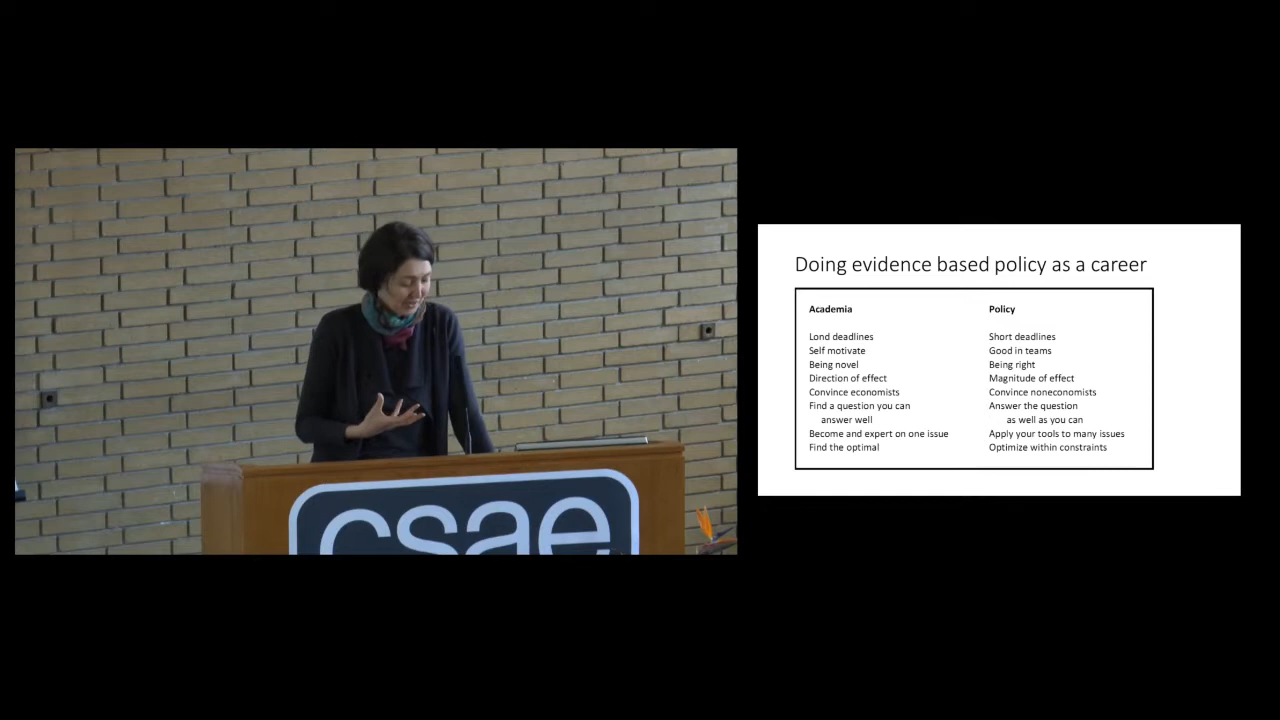 csae
Doing evidence based policy as a career
Academia
Policy
Lond deadlines
Short deadlines
Self motivate
Good in teams
Being novel
Being right
Direction of effect
Magnitude of effect
Convince economists
Convince noneconomists
Find a question you can
Answer the question
answer well
as well as you can
Become and expert on one issue
Apply your tools to many issues
Find the optimal
Optimize within constraints